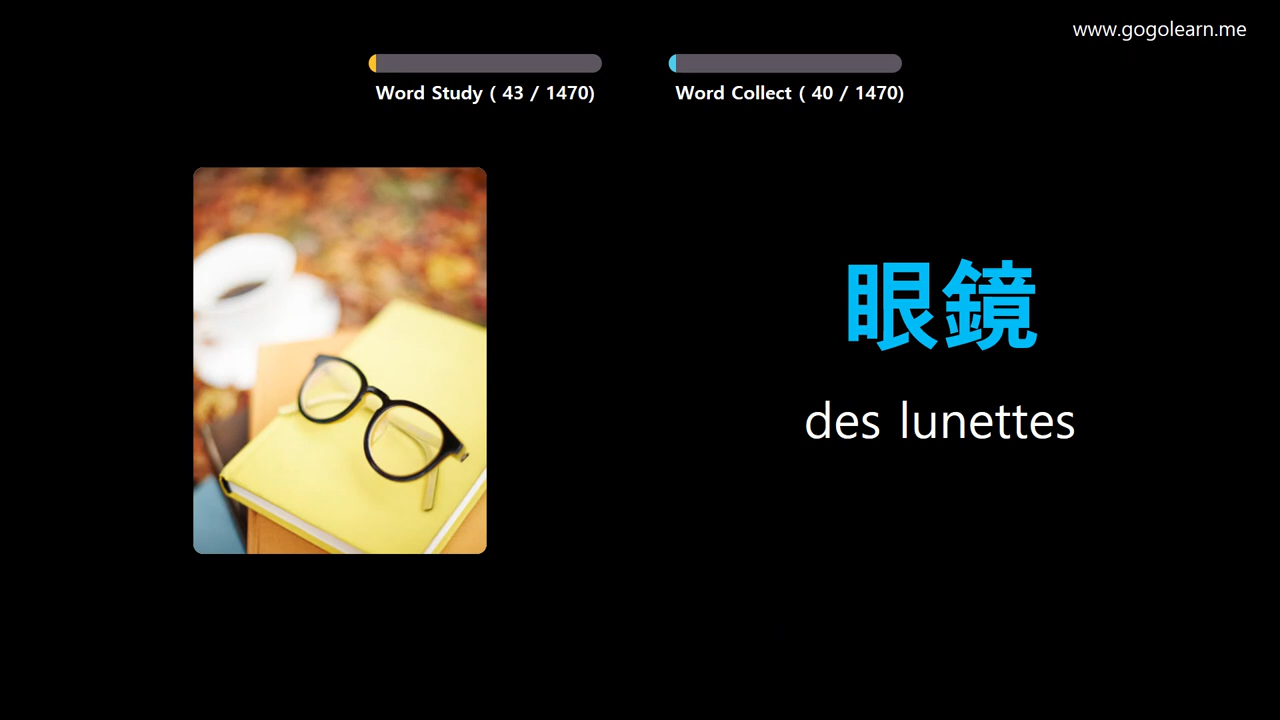 www.gogolearn.me
Word Study ( 43 / 1470)
Word Collect ( 40 / 1470)
眼鏡
des lunettes